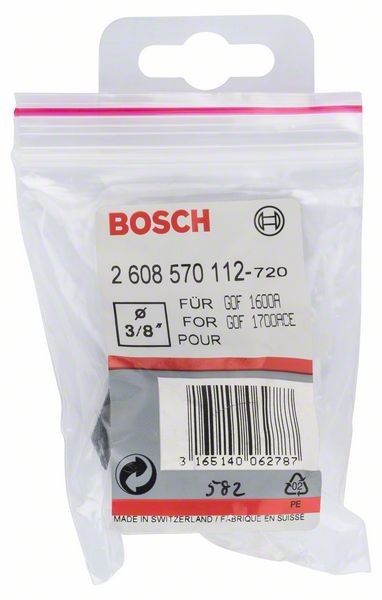 BOSCH
2 608 570 112-720
Ø
3/8"
FÜR GOF 1600A
FOR GOF 1700ACE
POUR
3 165140 062787
582
02
PE
MADE IN SWITZERLAND / FABRIQUE EN SUISSE